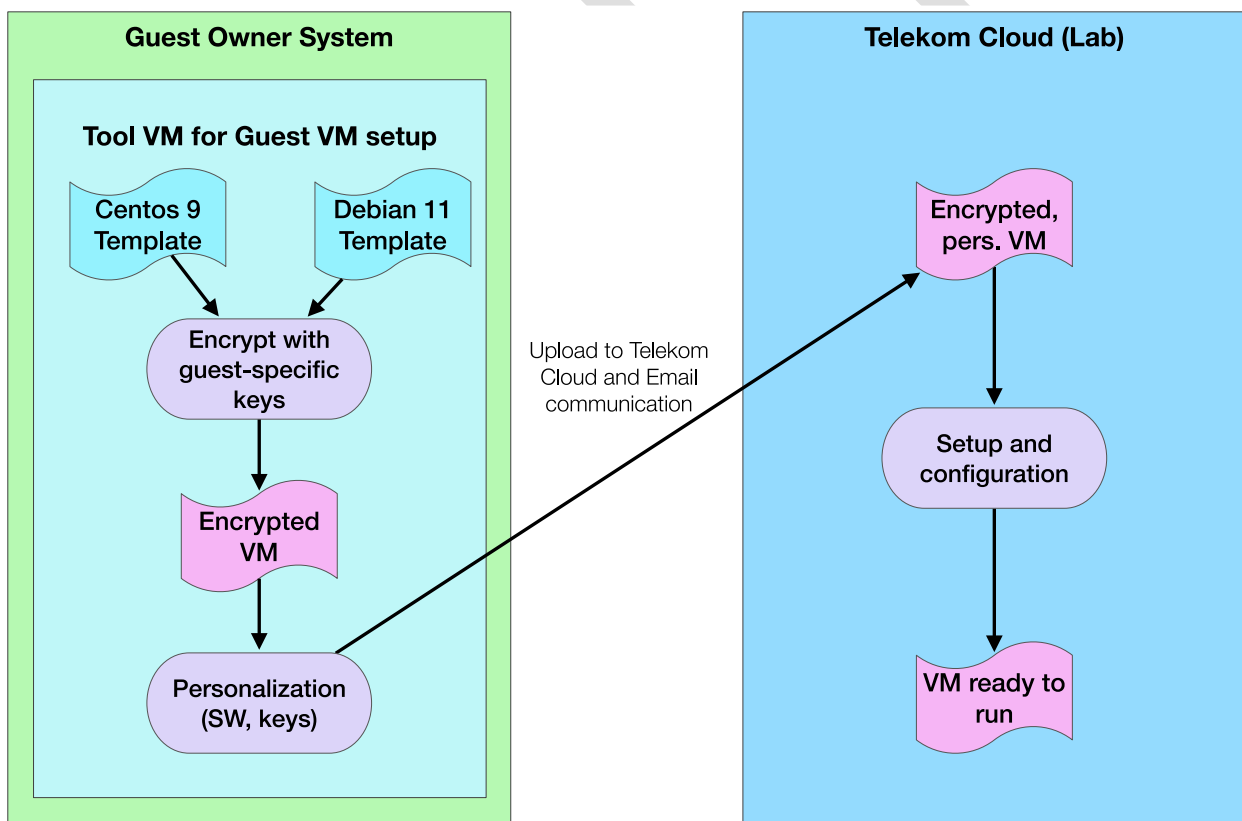 Guest Owner System
Tool VM for Guest VM setup
Centos 9
Template
Debian 11
Template
Encrypt with
guest-specific
keys
Encrypted
VM
Personalization
(SW, keys)
Upload to Telekom
Cloud and Email
communication
Telekom Cloud (Lab)
Encrypted,
pers. VM
Setup and
configuration
VM ready to
run